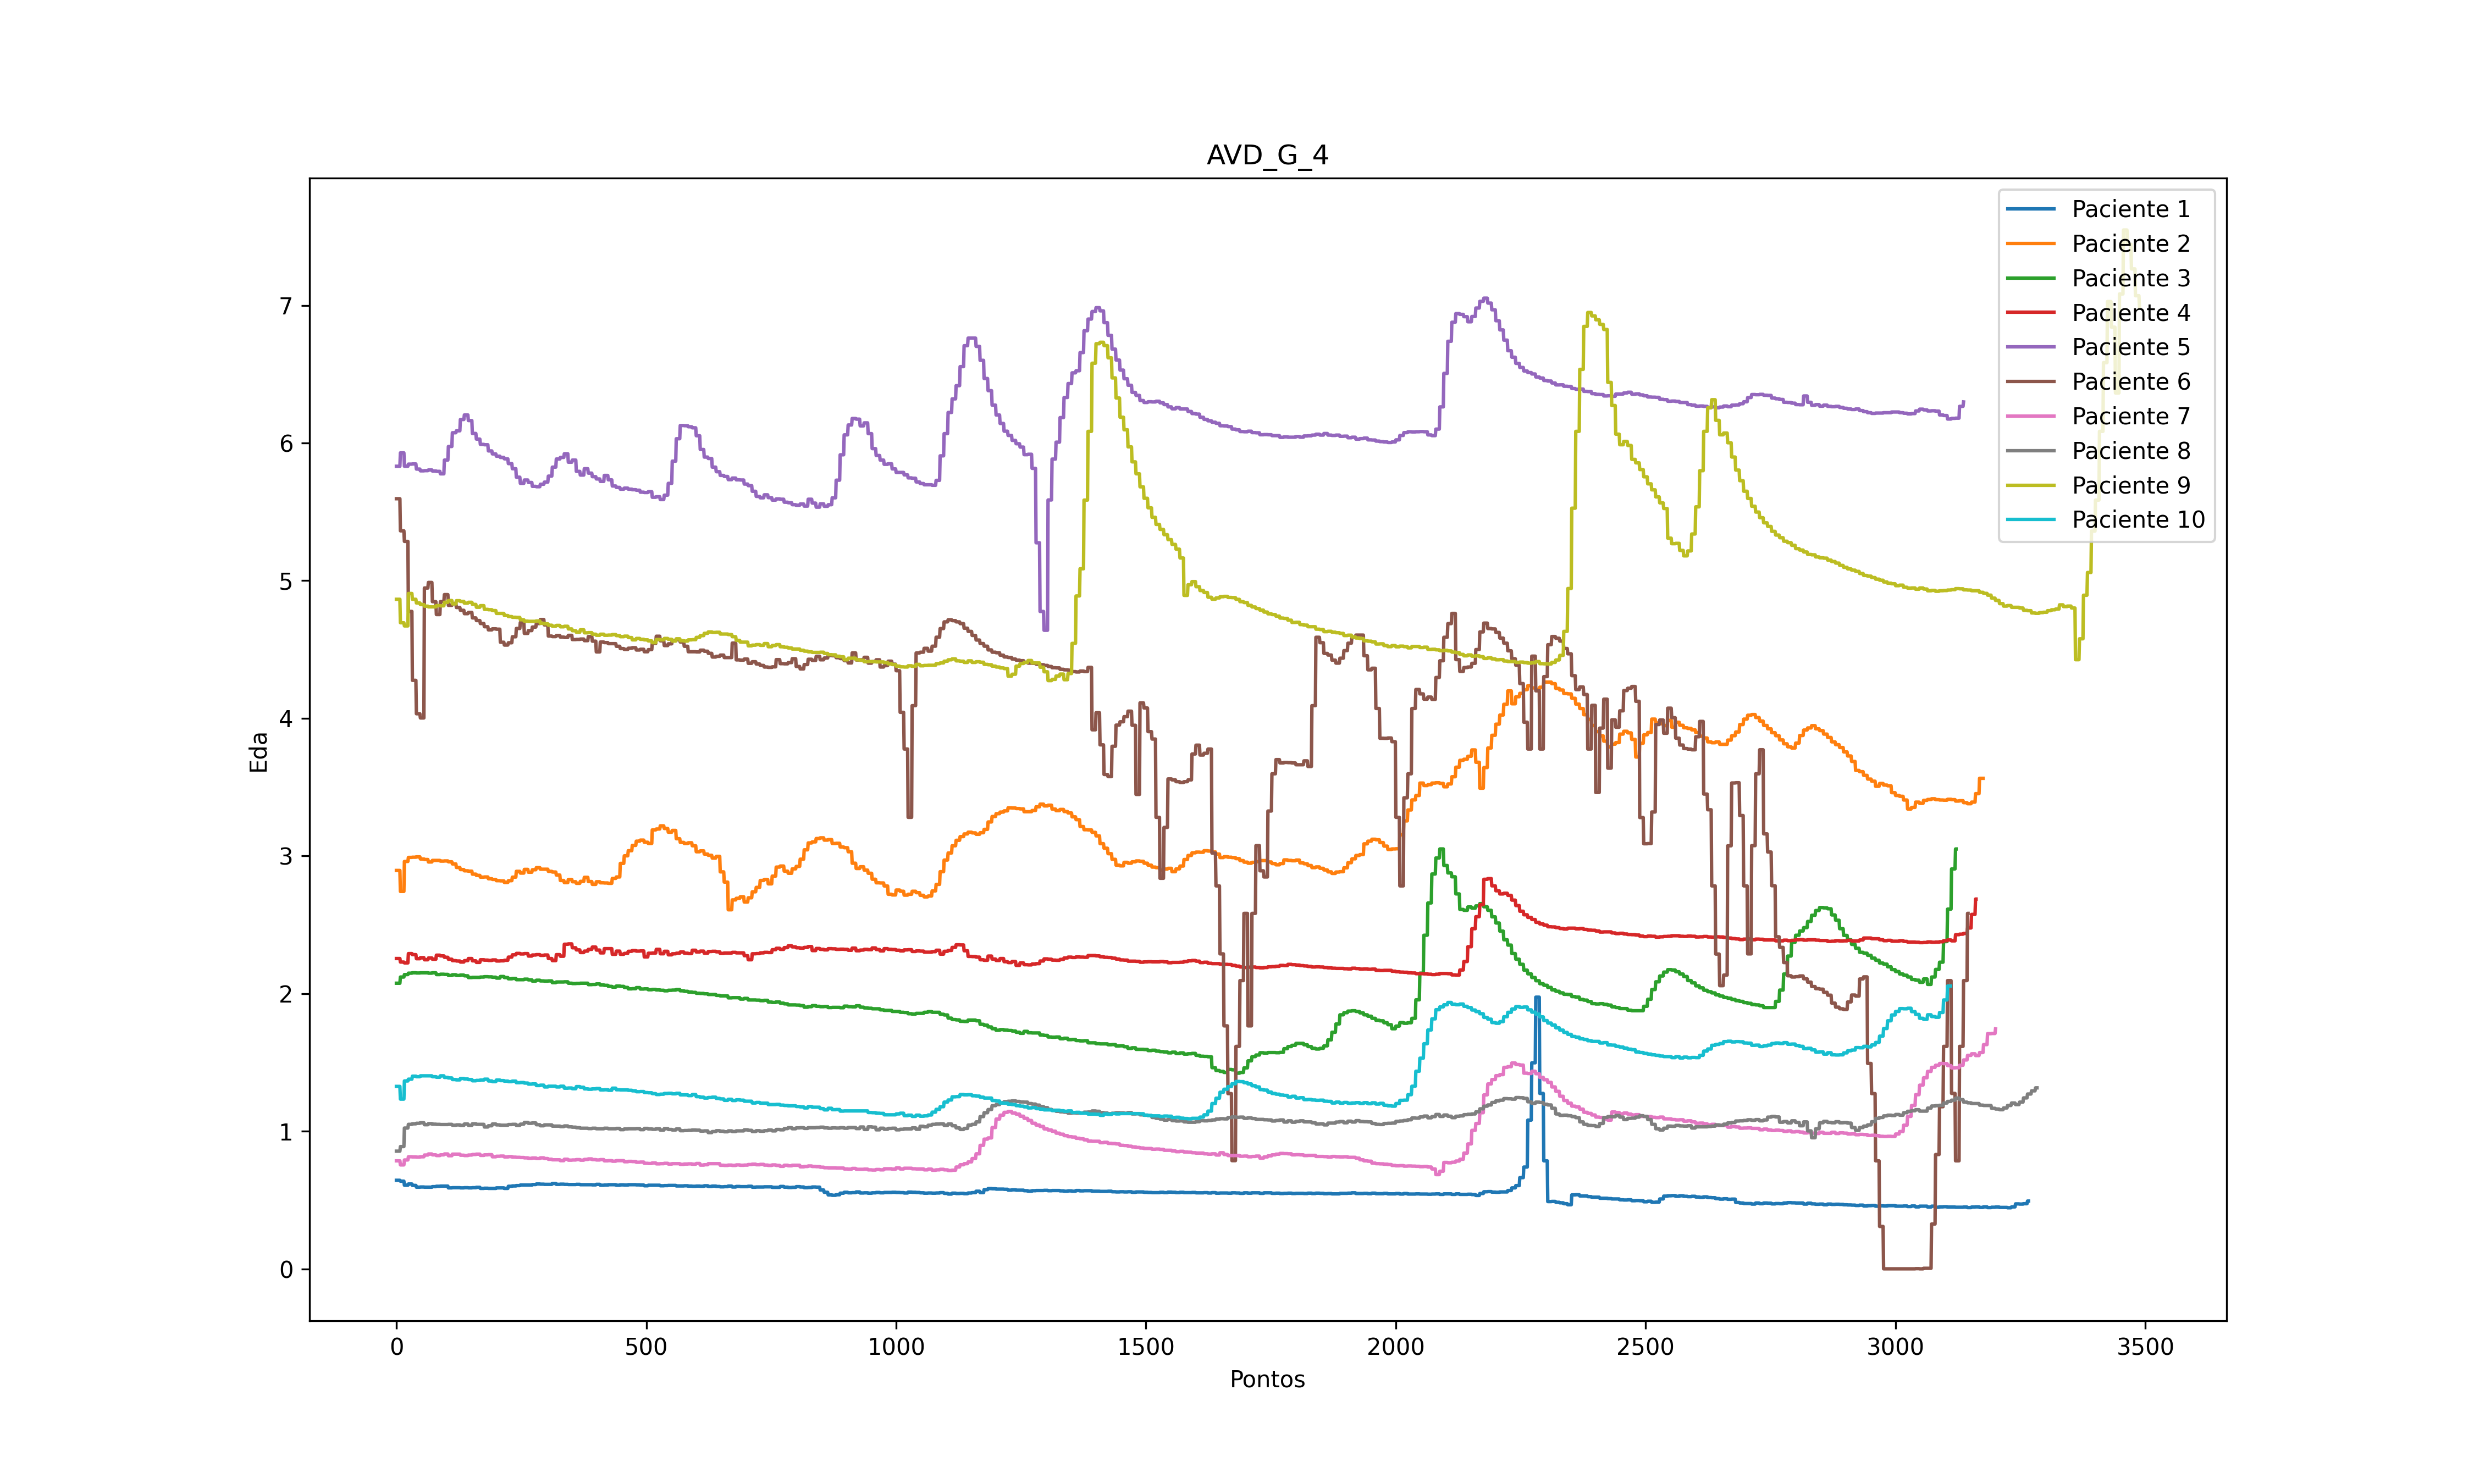 AVD_G_4
Paciente 1
Paciente 2
Paciente 3
Paciente 4
Paciente 5
Paciente 6
Paciente 7
Paciente 8
Paciente 9
Paciente 10
7
6
5
4
3
2
1
0
Eda
0 500 1000 1500 2000 2500 3000 3500
Pontos